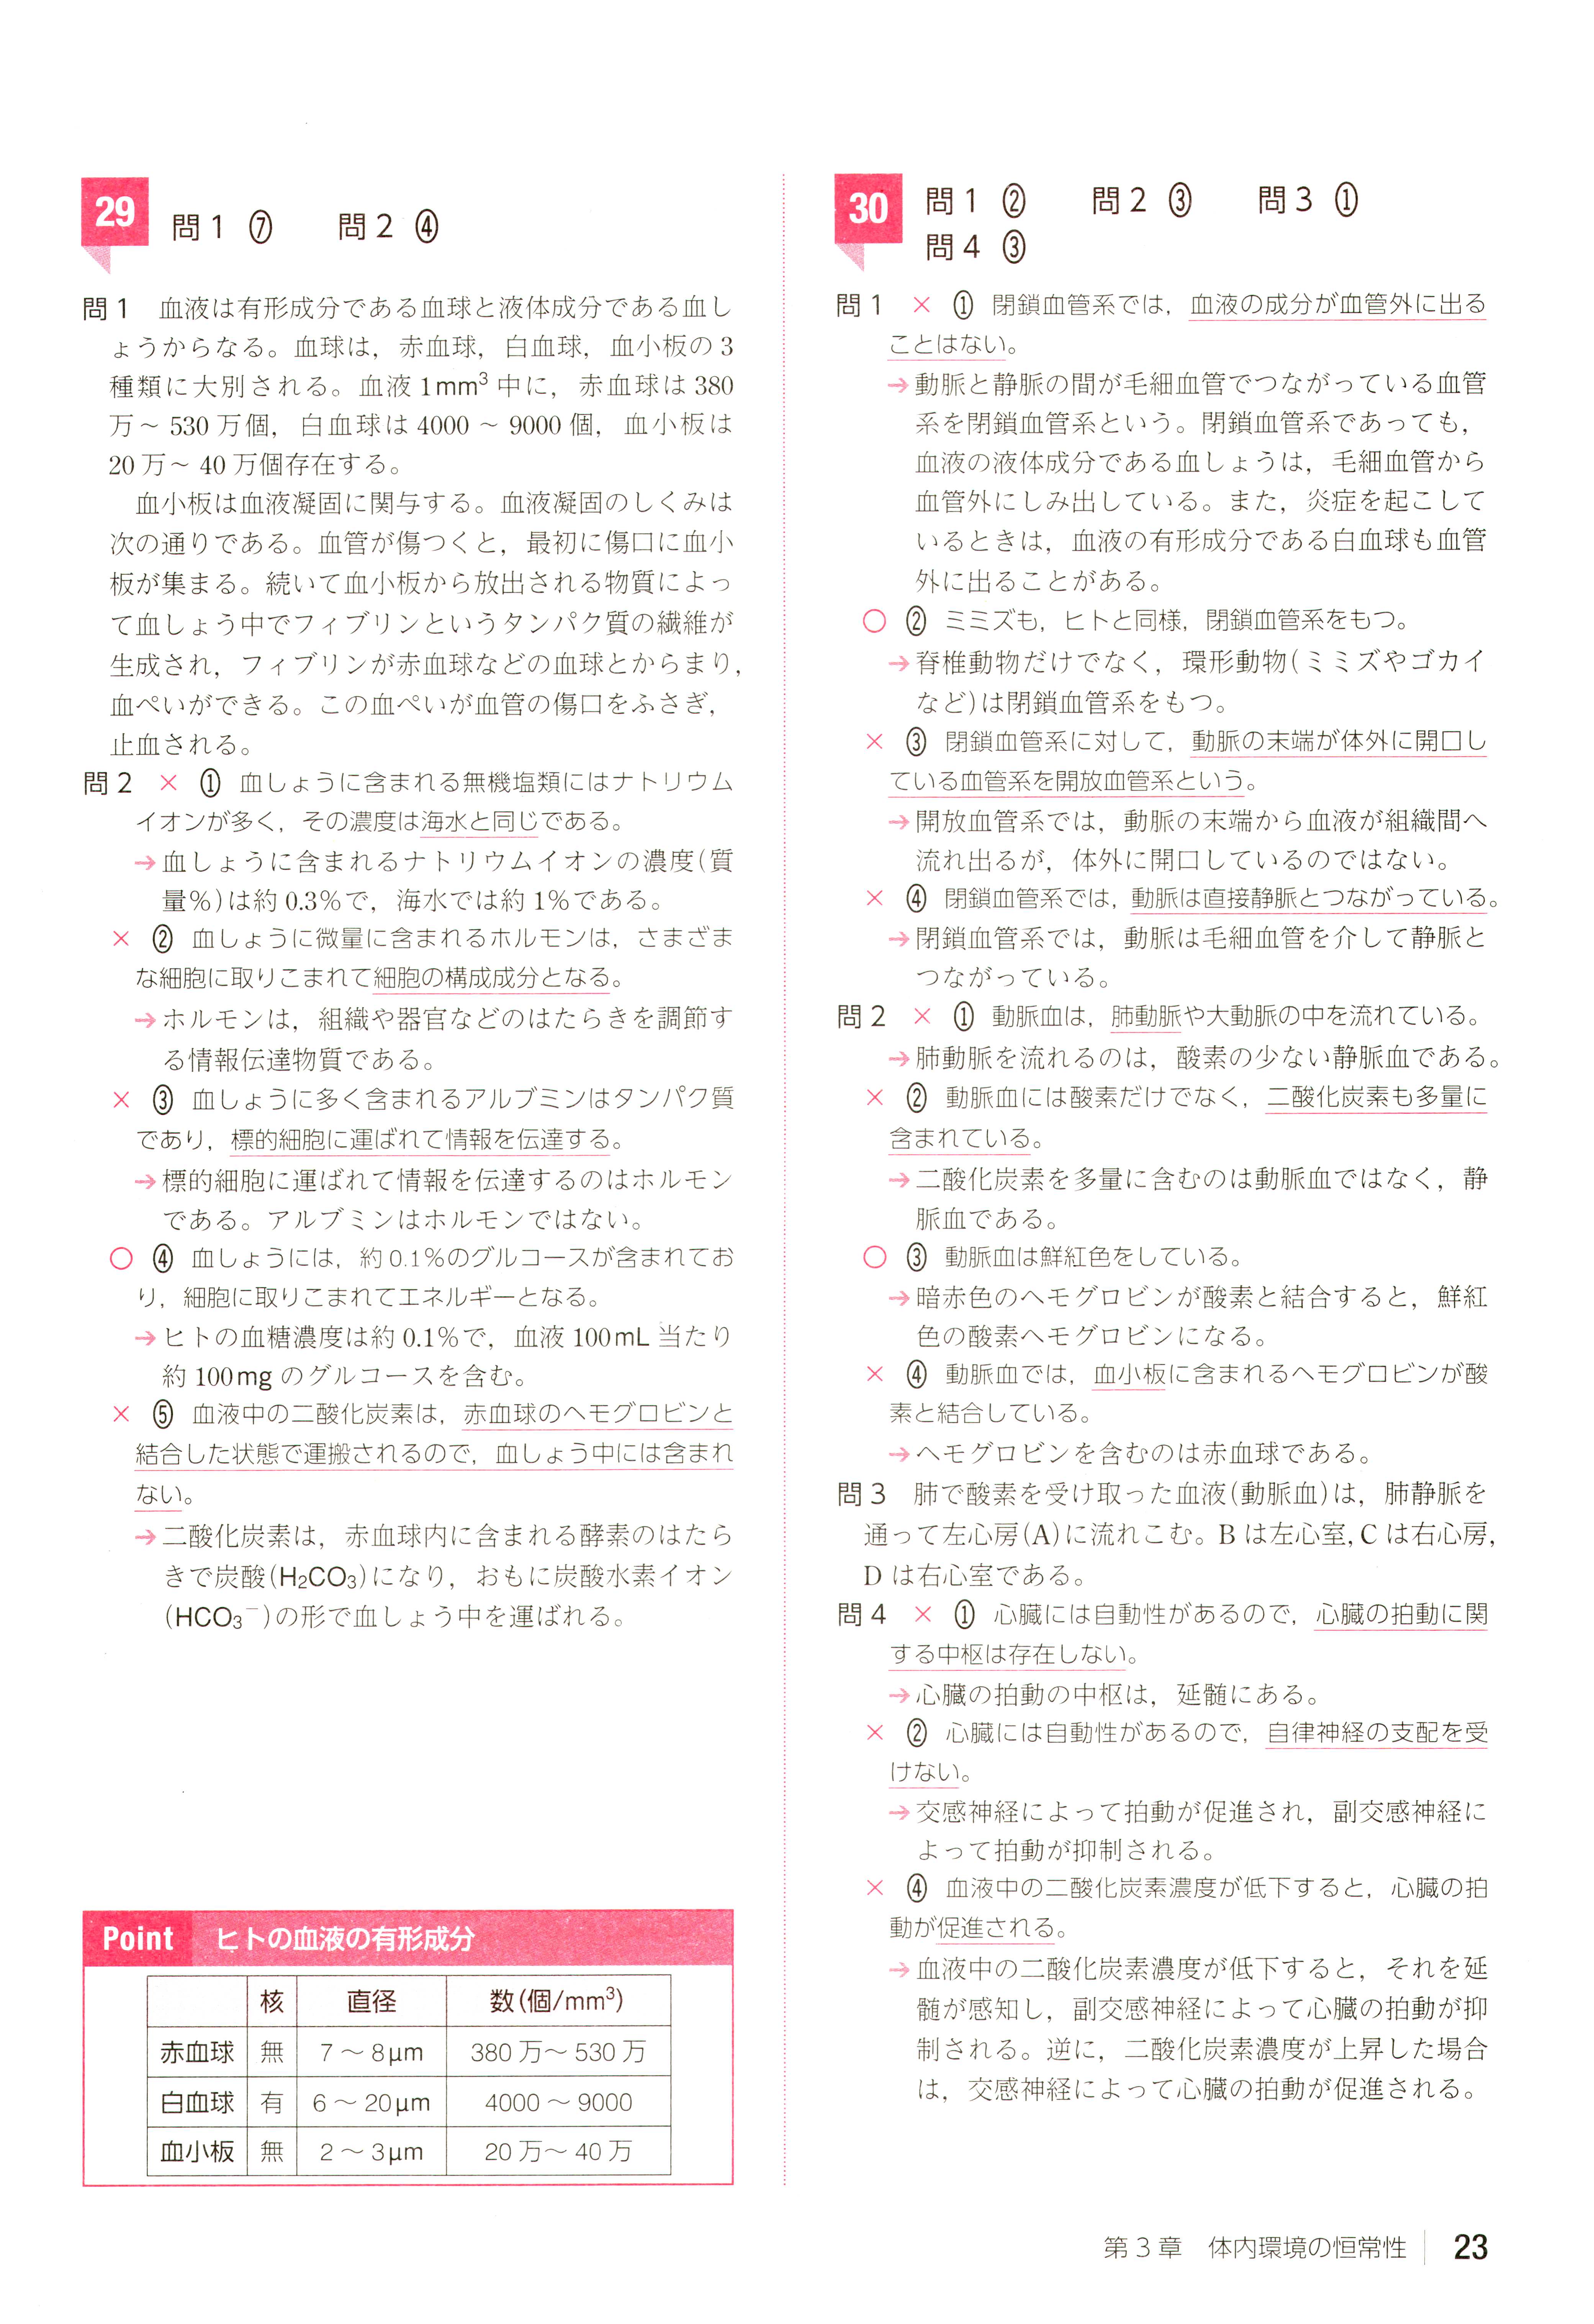 29 問1 ⑦ 問2 ④
問1 血液は有形成分である血球と液体成分である血し
ょうからなる。血球は，赤血球，白血球，血小板の3
種類に大別される。血液1mm³中に，赤血球は380
万～530万個，白血球は4000～9000個，血小板は
20万～40万個存在する。
血小板は血液凝固に関与する。血液凝固のしくみは
次の通りである。血管が傷つくと，最初に傷口に血小
板が集まる。続いて血小板から放出される物質によっ
て血しょう中でフィブリンというタンパク質の繊維が
生成され，フィブリンが赤血球などの血球とからまり，
血ぺいができる。この血ぺいが血管の傷口をふさぎ，
止血される。
問2 × ① 血しょうに含まれる無機塩類にはナトリウム
イオンが多く，その濃度は海水と同じである。
→血しょうに含まれるナトリウムイオンの濃度(質
量%)は約0.3%で，海水では約1%である。
× ② 血しょうに微量に含まれるホルモンは，さまざま
な細胞に取りこまれて細胞の構成成分となる。
→ホルモンは，組織や器官などのはたらきを調節す
る情報伝達物質である。
× ③ 血しょうに多く含まれるアルブミンはタンパク質
であり，標的細胞に運ばれて情報を伝達する。
→標的細胞に運ばれて情報を伝達するのはホルモン
である。アルブミンはホルモンではない。
○ ④ 血しょうには，約0.1%のグルコースが含まれてお
り，細胞に取りこまれてエネルギーとなる。
→ヒトの血糖濃度は約0.1%で，血液100mL当たり
約100mgのグルコースを含む。
× ⑤ 血液中の二酸化炭素は，赤血球のヘモグロビンと
結合した状態で運搬されるので，血しょう中には含まれ
ない。
→二酸化炭素は，赤血球内に含まれる酵素のはたら
きで炭酸(H₂CO₃)になり，おもに炭酸水素イオン
(HCO₃⁻)の形で血しょう中を運ばれる。
Point ヒトの血液の有形成分
核 直径 数(個/mm³)
赤血球 無 7～8μm 380万～530万
白血球 有 6～20μm 4000～9000
血小板 無 2～3μm 20万～40万
30 問1 ② 問2 ③ 問3 ①
問4 ③
問1 × ① 閉鎖血管系では，血液の成分が血管外に出る
ことはない。
→動脈と静脈の間が毛細血管でつながっている血管
系を閉鎖血管系という。閉鎖血管系であっても，
血液の液体成分である血しょうは，毛細血管から
血管外にしみ出している。また，炎症を起こして
いるときは，血液の有形成分である白血球も血管
外に出ることがある。
○ ② ミミズも，ヒトと同様，閉鎖血管系をもつ。
→脊椎動物だけでなく，環形動物(ミミズやゴカイ
など)は閉鎖血管系をもつ。
× ③ 閉鎖血管系に対して，動脈の末端が体外に開口し
ている血管系を開放血管系という。
→開放血管系では，動脈の末端から血液が組織間へ
流れ出るが，体外に開口しているのではない。
× ④ 閉鎖血管系では，動脈は直接静脈とつながっている。
→閉鎖血管系では，動脈は毛細血管を介して静脈と
つながっている。
問2 × ① 動脈血は，肺動脈や大動脈の中を流れている。
→肺動脈を流れるのは，酸素の少ない静脈血である。
× ② 動脈血には酸素だけでなく，二酸化炭素も多量に
含まれている。
→二酸化炭素を多量に含むのは動脈血ではなく，静
脈血である。
○ ③ 動脈血は鮮紅色をしている。
→暗赤色のヘモグロビンが酸素と結合すると，鮮紅
色の酸素ヘモグロビンになる。
× ④ 動脈血では，血小板に含まれるヘモグロビンが酸
素と結合している。
→ヘモグロビンを含むのは赤血球である。
問3 肺で酸素を受け取った血液(動脈血)は，肺静脈を
通って左心房(A)に流れこむ。Bは左心室，Cは右心房，
Dは右心室である。
問4 × ① 心臓には自動性があるので，心臓の拍動に関
する中枢は存在しない。
→心臓の拍動の中枢は，延髄にある。
× ② 心臓には自動性があるので，自律神経の支配を受
けない。
→交感神経によって拍動が促進され，副交感神経に
よって拍動が抑制される。
× ④ 血液中の二酸化炭素濃度が低下すると，心臓の拍
動が促進される。
→血液中の二酸化炭素濃度が低下すると，それを延
髄が感知し，副交感神経によって心臓の拍動が抑
制される。逆に，二酸化炭素濃度が上昇した場合
は，交感神経によって心臓の拍動が促進される。
第3章 体内環境の恒常性 23